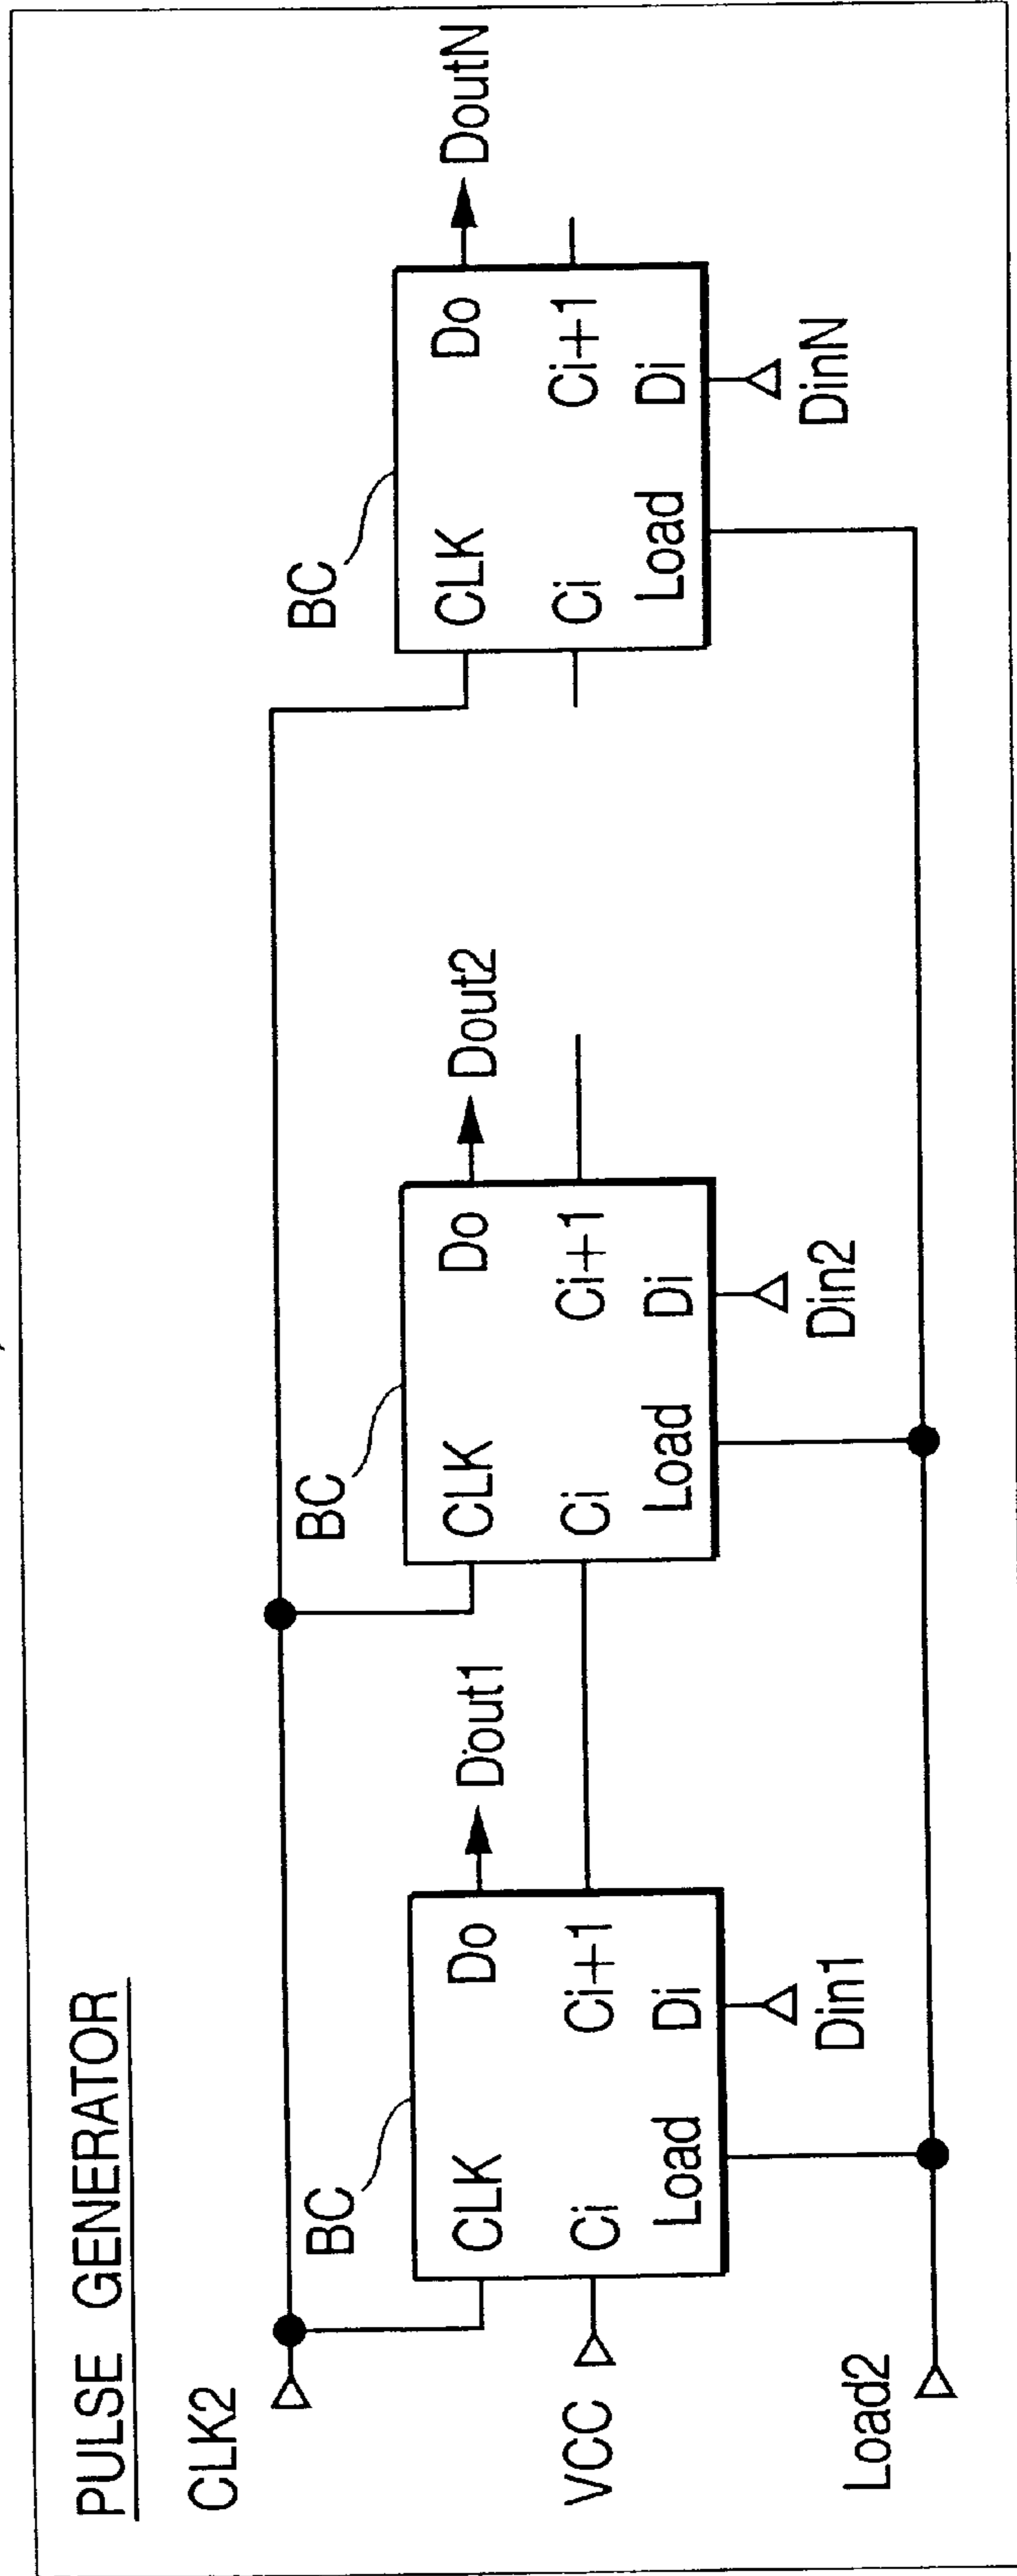 PULSE GENERATOR
CLK2
BC
BC
BC
CLK
Do
Dout1
CLK
Do
Dout2
CLK
Do
DoutN
VCC
Ci
Ci+1
Ci
Ci+1
Ci
Ci+1
Load
Di
Load
Di
Load
Di
Din1
Din2
DinN
Load2